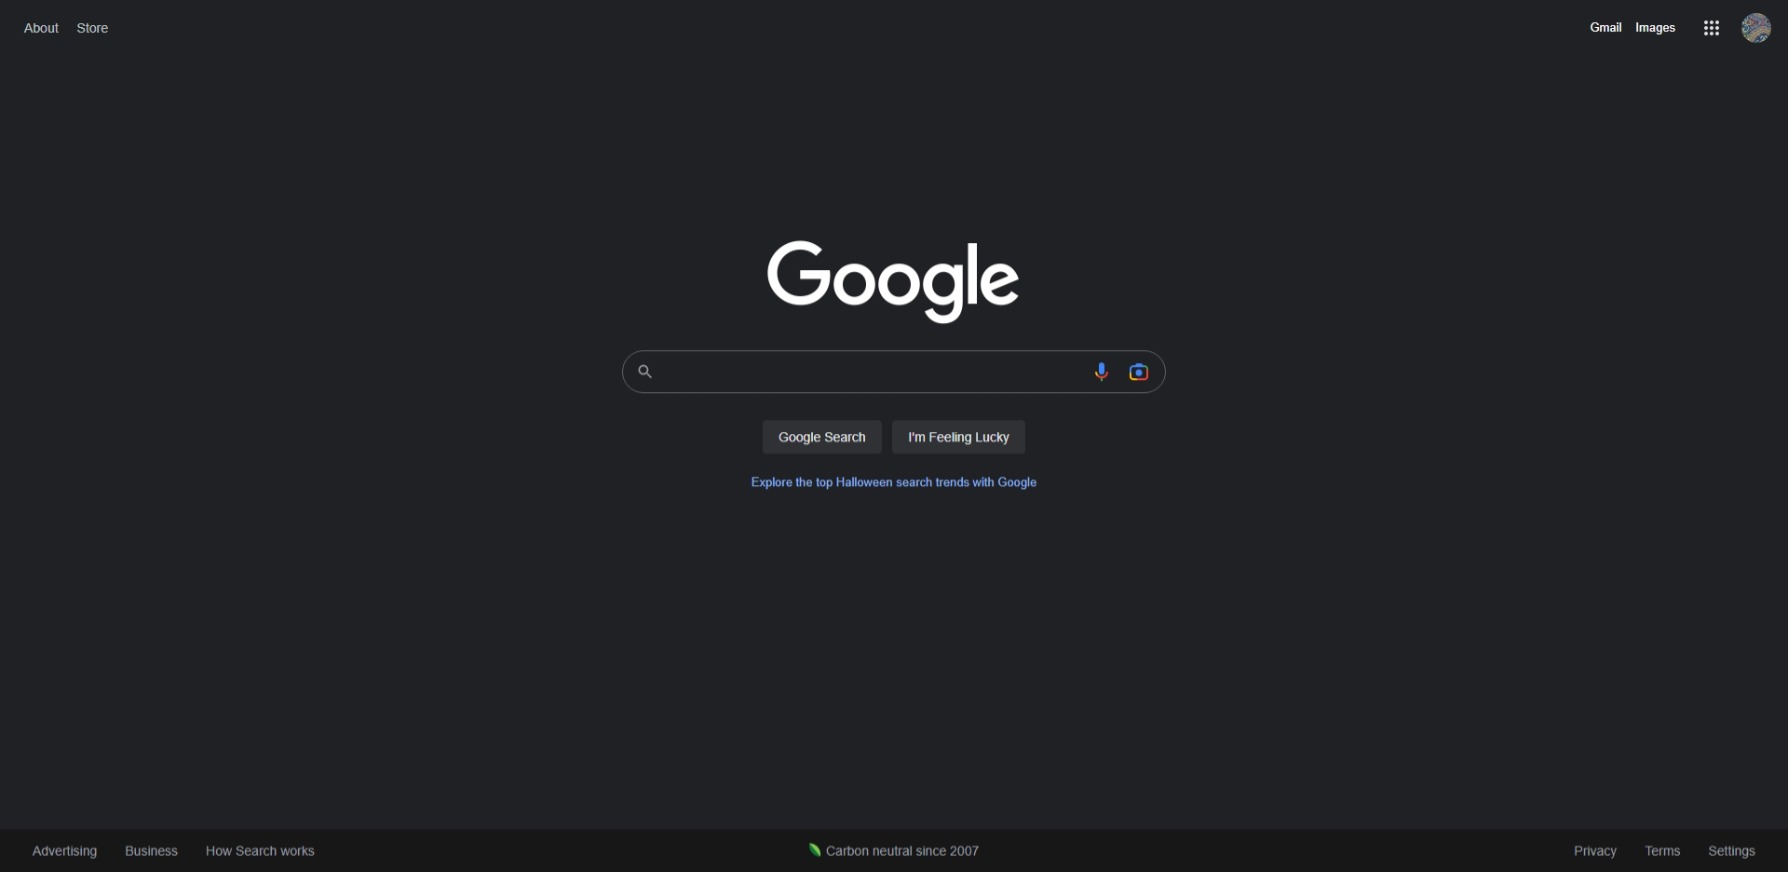 About Store
Gmail Images
Google
Google Search I'm Feeling Lucky
Explore the top Halloween search trends with Google
Advertising Business How Search works
Carbon neutral since 2007
Privacy Terms Settings